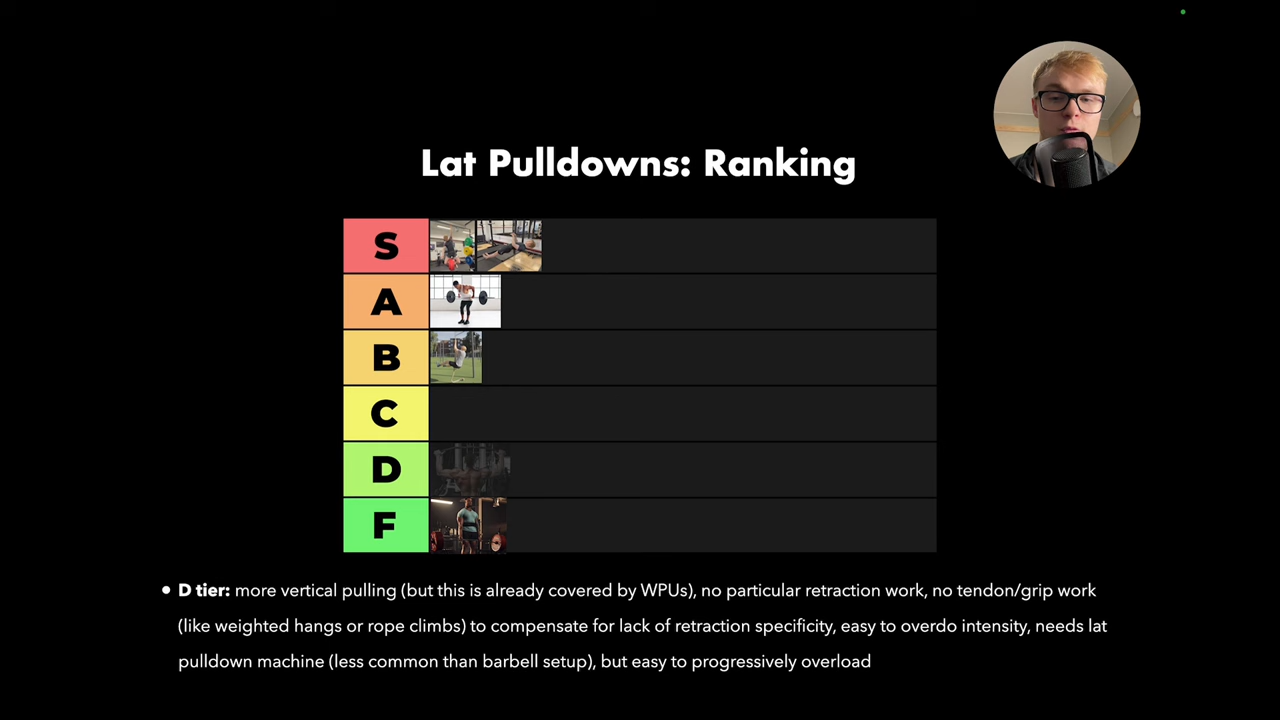 Lat Pulldowns: Ranking
S
A
B
C
D
F
• D tier: more vertical pulling (but this is already covered by WPUs), no particular retraction work, no tendon/grip work
(like weighted hangs or rope climbs) to compensate for lack of retraction specificity, easy to overdo intensity, needs lat
pulldown machine (less common than barbell setup), but easy to progressively overload